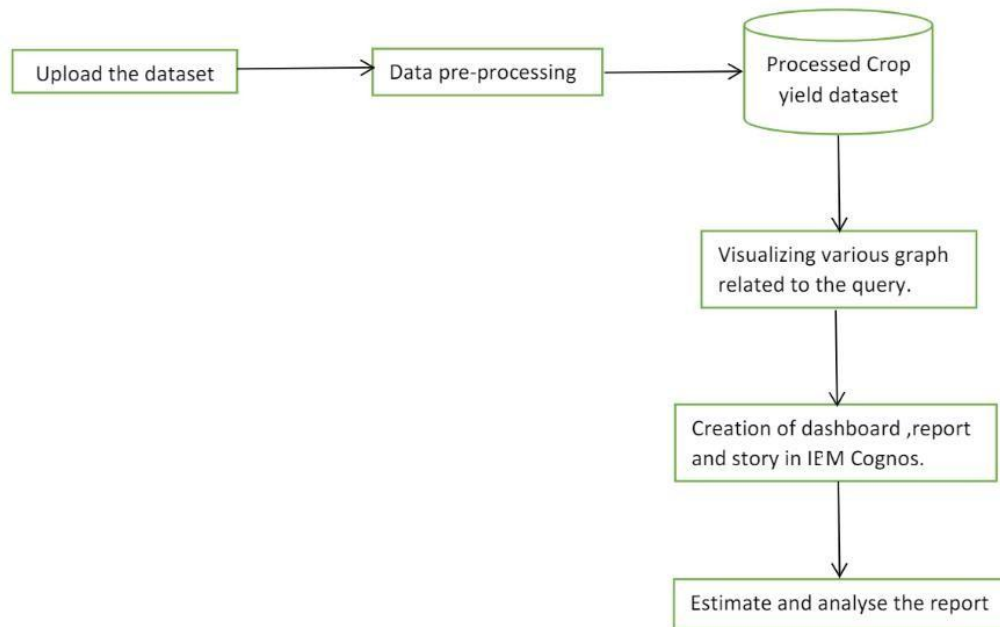 Upload the dataset
Data pre-processing
Processed Crop
yield dataset
Visualizing various graph
related to the query.
Creation of dashboard ,report
and story in IBM Cognos.
Estimate and analyse the report